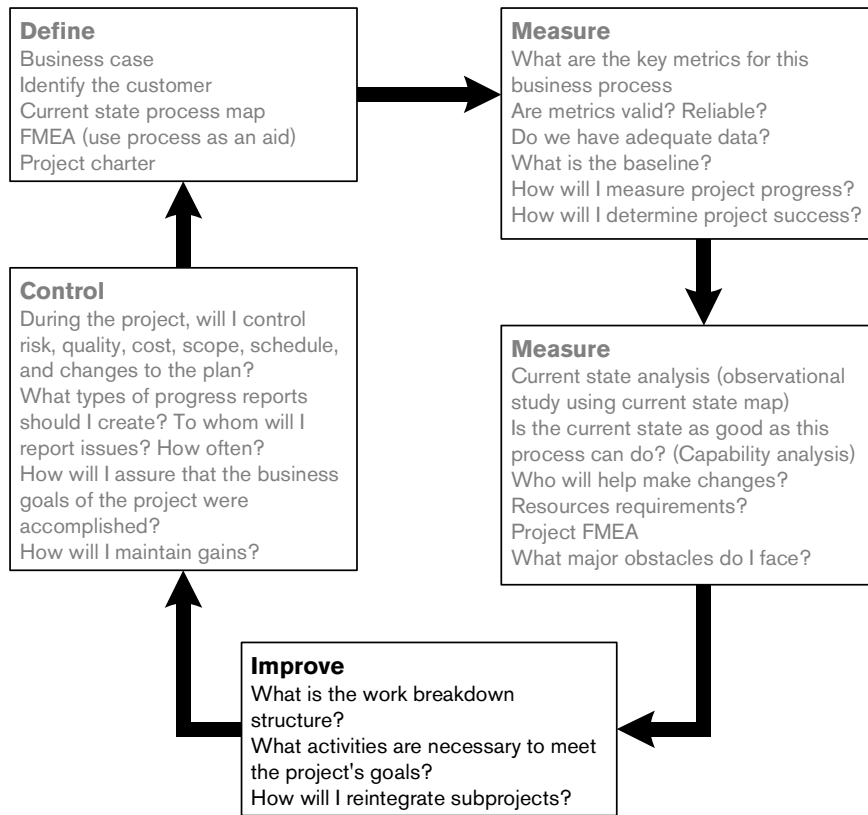 Define
Business case
Identify the customer
Current state process map
FMEA (use process as an aid)
Project charter
Measure
What are the key metrics for this
business process
Are metrics valid? Reliable?
Do we have adequate data?
What is the baseline?
How will I measure project progress?
How will I determine project success?
Measure
Current state analysis (observational
study using current state map)
Is the current state as good as this
process can do? (Capability analysis)
Who will help make changes?
Resources requirements?
Project FMEA
What major obstacles do I face?
Improve
What is the work breakdown
structure?
What activities are necessary to meet
the project's goals?
How will I reintegrate subprojects?
Control
During the project, will I control
risk, quality, cost, scope, schedule,
and changes to the plan?
What types of progress reports
should I create? To whom will I
report issues? How often?
How will I assure that the business
goals of the project were
accomplished?
How will I maintain gains?